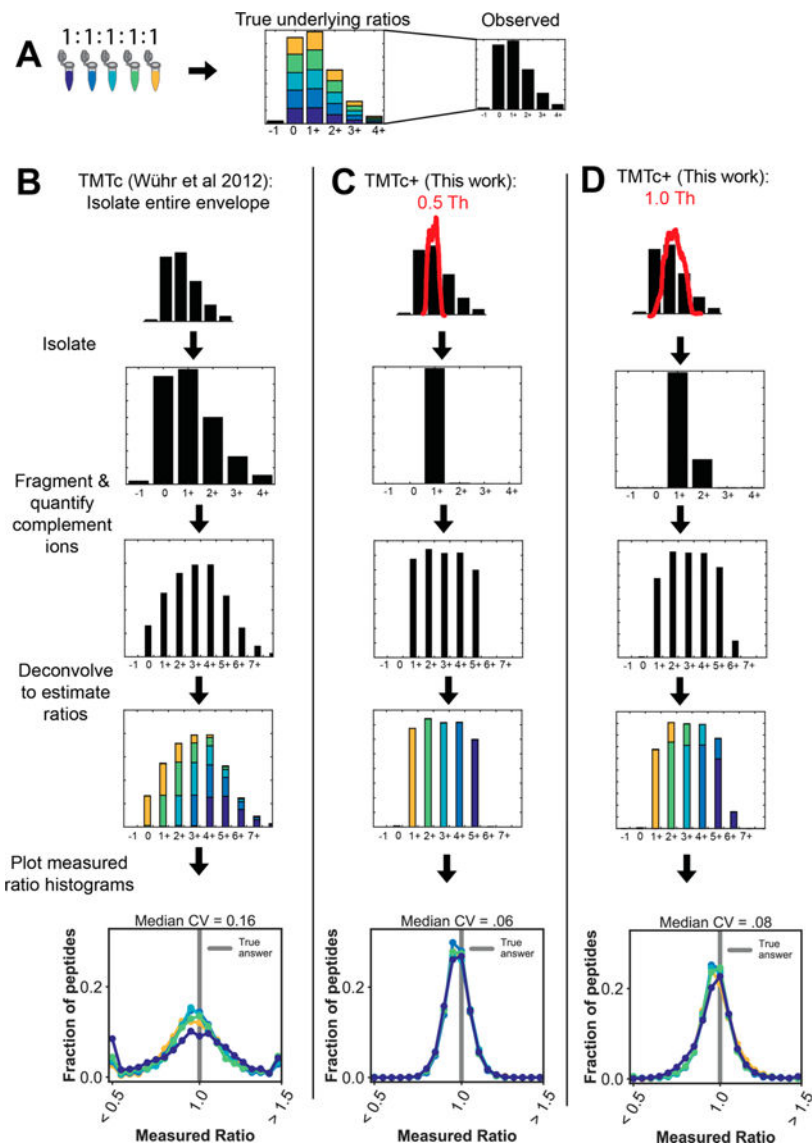 1:1:1:1:1
A
True underlying ratios
Observed
-1 0 1+ 2+ 3+ 4+
-1 0 1+ 2+ 3+ 4+
B
TMTc (Wühr et al 2012):
Isolate entire envelope
C
TMTc+ (This work):
0.5 Th
D
TMTc+ (This work):
1.0 Th
Isolate
-1 0 1+ 2+ 3+ 4+
-1 0 1+ 2+ 3+ 4+
-1 0 1+ 2+ 3+ 4+
Fragment &
quantify
complement
ions
-1 0 1+ 2+ 3+ 4+ 5+ 6+ 7+
-1 0 1+ 2+ 3+ 4+ 5+ 6+ 7+
-1 0 1+ 2+ 3+ 4+ 5+ 6+ 7+
Deconvolve
to estimate
ratios
-1 0 1+ 2+ 3+ 4+ 5+ 6+ 7+
-1 0 1+ 2+ 3+ 4+ 5+ 6+ 7+
-1 0 1+ 2+ 3+ 4+ 5+ 6+ 7+
Plot measured
ratio histograms
Median CV = 0.16
True
answer
Fraction of peptides
0.2
0.0
< 0.5
1.0
> 1.5
Measured Ratio
Median CV = .06
True
answer
Fraction of peptides
0.2
0.0
< 0.5
1.0
> 1.5
Measured Ratio
Median CV = .08
True
answer
Fraction of peptides
0.2
0.0
< 0.5
1.0
> 1.5
Measured Ratio